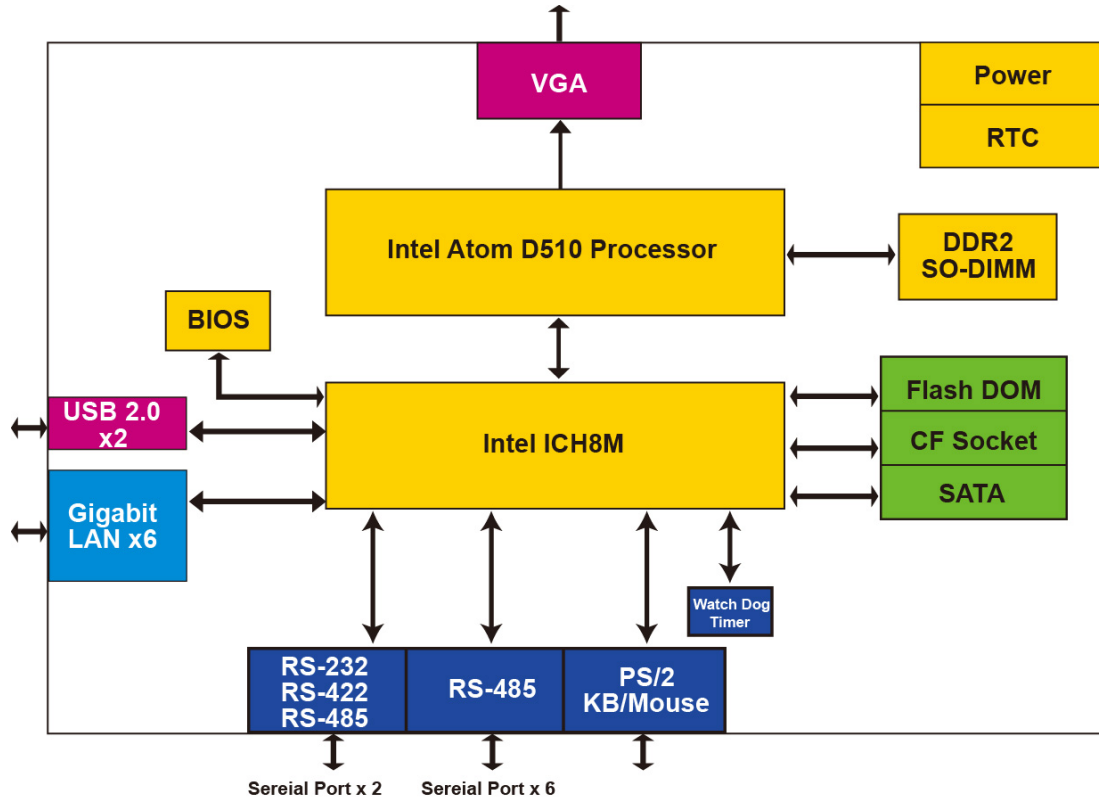 VGA
Power
RTC
Intel Atom D510 Processor
DDR2
SO-DIMM
BIOS
Flash DOM
USB 2.0
x2
Intel ICH8M
CF Socket
SATA
Gigabit
LAN x6
Watch Dog
Timer
RS-232
RS-422
RS-485
RS-485
PS/2
KB/Mouse
Sereial Port x 2
Sereial Port x 6